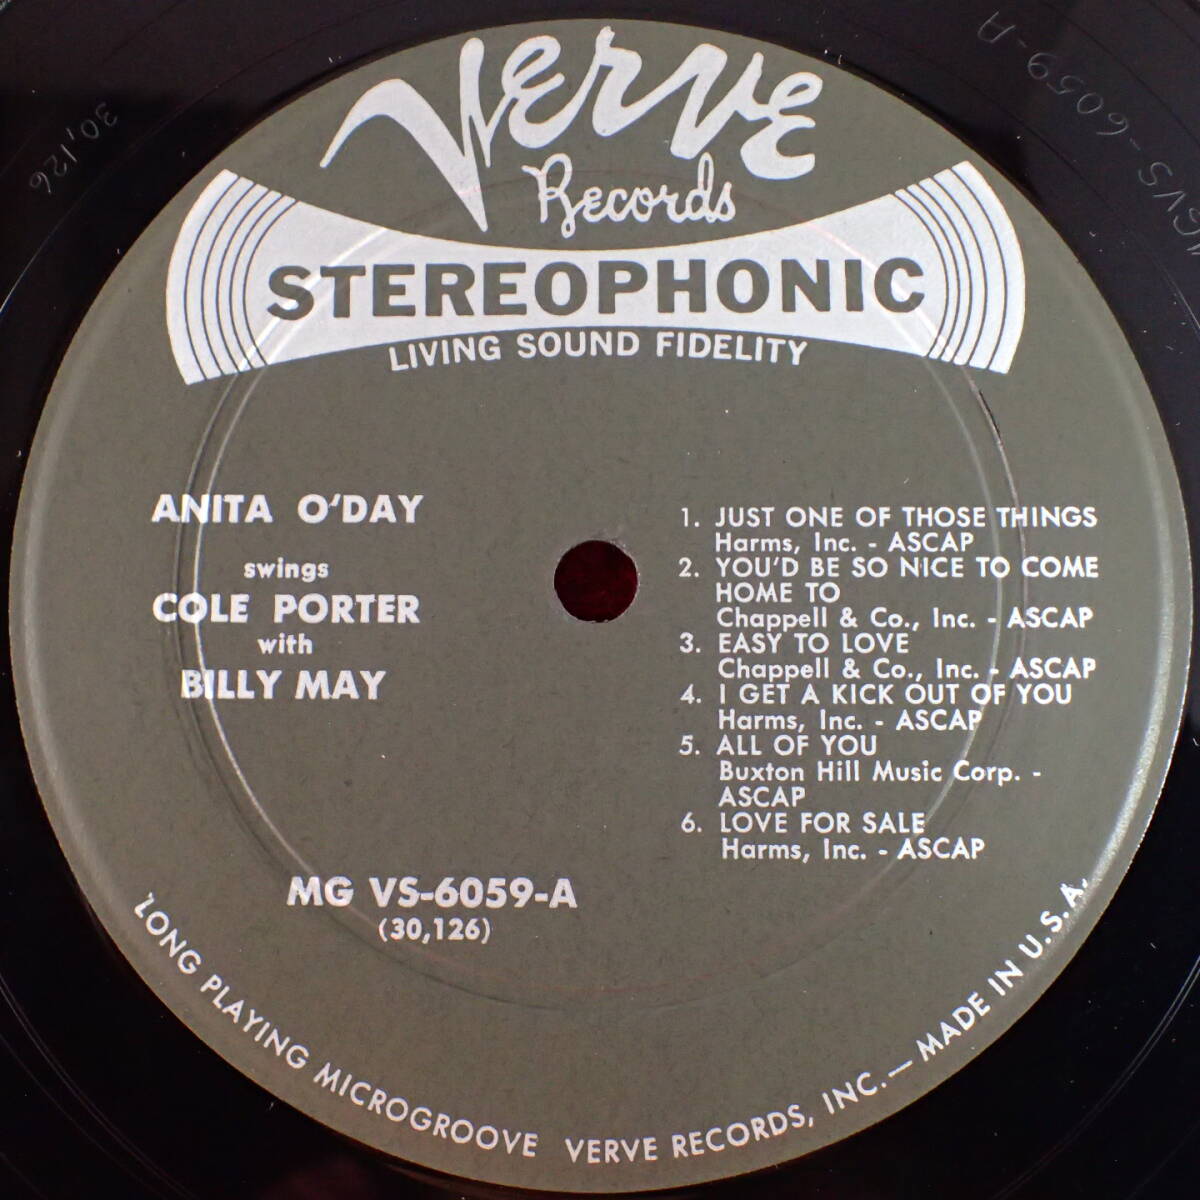 Verve
Records
STEREOPHONIC
LIVING SOUND FIDELITY
ANITA O'DAY
swings
COLE PORTER
with
BILLY MAY
1. JUST ONE OF THOSE THINGS
Harms, Inc. - ASCAP
2. YOU'D BE SO NICE TO COME
HOME TO
Chappell & Co., Inc. - ASCAP
3. EASY TO LOVE
Chappell & Co., Inc. - ASCAP
4. I GET A KICK OUT OF YOU
Harms, Inc. - ASCAP
5. ALL OF YOU
Buxton Hill Music Corp. -
ASCAP
6. LOVE FOR SALE
Harms, Inc. - ASCAP
MG VS-6059-A
(30,126)
LONG PLAYING MICROGROOVE VERVE RECORDS, INC. — MADE IN U.S.A.
30,126
MGVS-6059-A